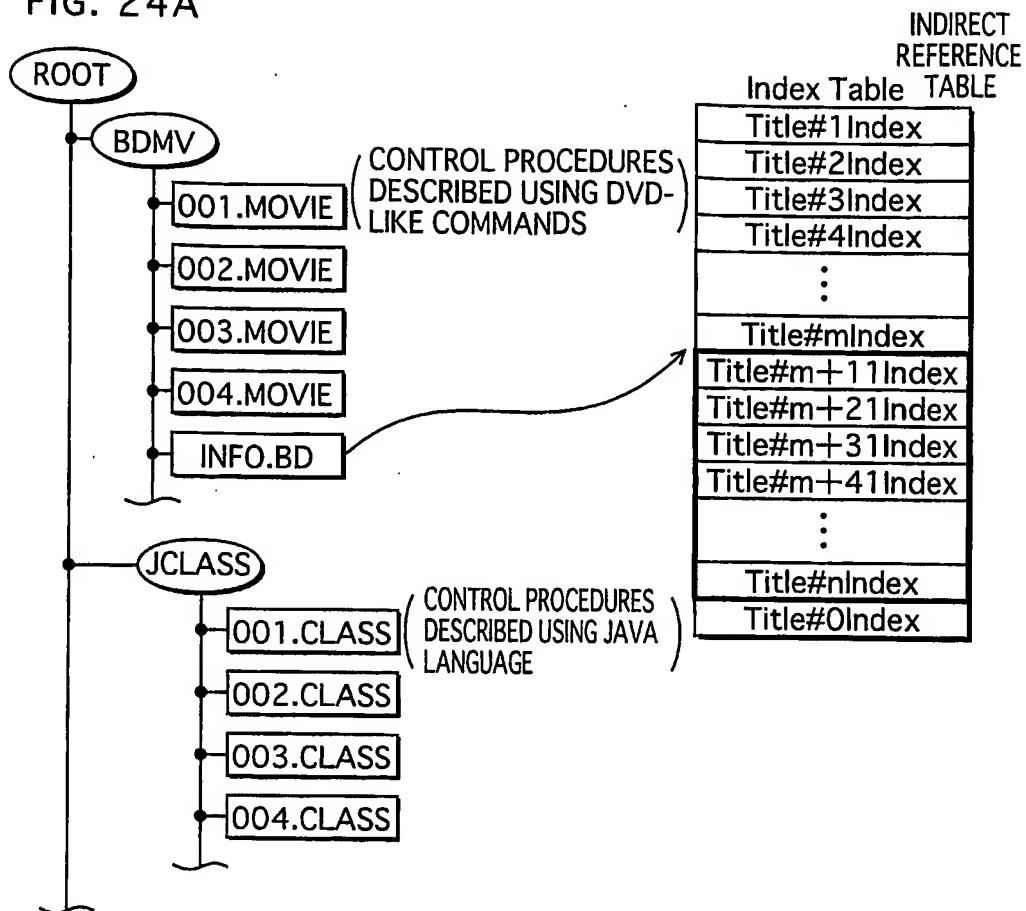 FIG. 24A
ROOT
BDMV
001.MOVIE
(CONTROL PROCEDURES
DESCRIBED USING DVD-
LIKE COMMANDS)
002.MOVIE
003.MOVIE
004.MOVIE
INFO.BD
JCLASS
001.CLASS
(CONTROL PROCEDURES
DESCRIBED USING JAVA
LANGUAGE)
002.CLASS
003.CLASS
004.CLASS
INDIRECT
REFERENCE
TABLE
Index Table
Title#1Index
Title#2Index
Title#3Index
Title#4Index
⋮
Title#mIndex
Title#m+11Index
Title#m+21Index
Title#m+31Index
Title#m+41Index
⋮
Title#nIndex
Title#0Index